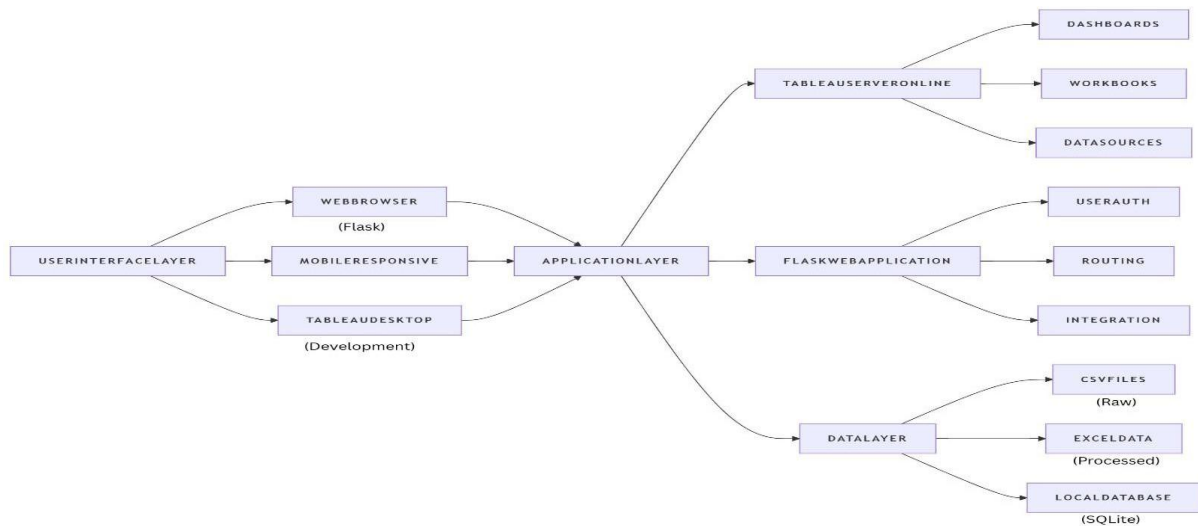 DASHBOARDS
TABLEAUSERVERONLINE
WORKBOOKS
DATASOURCES
WEBBROWSER
(Flask)
USERAUTH
USERINTERFACELAYER
MOBILERESPONSIVE
APPLICATIONLAYER
FLASKWEBAPPLICATION
ROUTING
TABLEAUDESKTOP
(Development)
INTEGRATION
CSVFILES
(Raw)
DATALAYER
EXCELDATA
(Processed)
LOCALDATABASE
(SQLite)